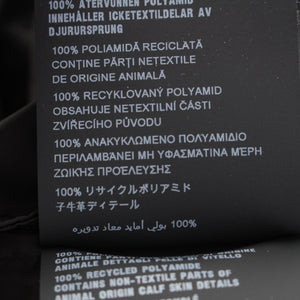 100% ÅTERVUNNEN POLYAMID
INNEHÅLLER ICKETEXTILDELAR AV
DJURURSPRUNG
100% POLIAMIDĂ RECICLATĂ
CONȚINE PĂRȚI NETEXTILE
DE ORIGINE ANIMALĂ
100% RECYKLOVANÝ POLYAMID
OBSAHUJE NETEXTILNÍ ČÁSTI
ZVÍŘECÍHO PŮVODU
100% ΑΝΑΚΥΚΛΩΜΕΝΟ ΠΟΛΥΑΜΙΔΙΟ
ΠΕΡΙΛΑΜΒΑΝΕΙ ΜΗ ΥΦΑΣΜΑΤΙΝΑ ΜΕΡΗ
ΖΩΙΚΗΣ ΠΡΟΕΛΕΥΣΗΣ
100% リサイクルポリアミド
子牛革ディテール
100% بولي أمايد معاد تدويره
ANIMALE DETTAGLI PELLE DI VITELLO
100% RECYCLED POLYAMIDE
CONTAINS NON-TEXTILE PARTS OF
ANIMAL ORIGIN CALF SKIN DETAILS